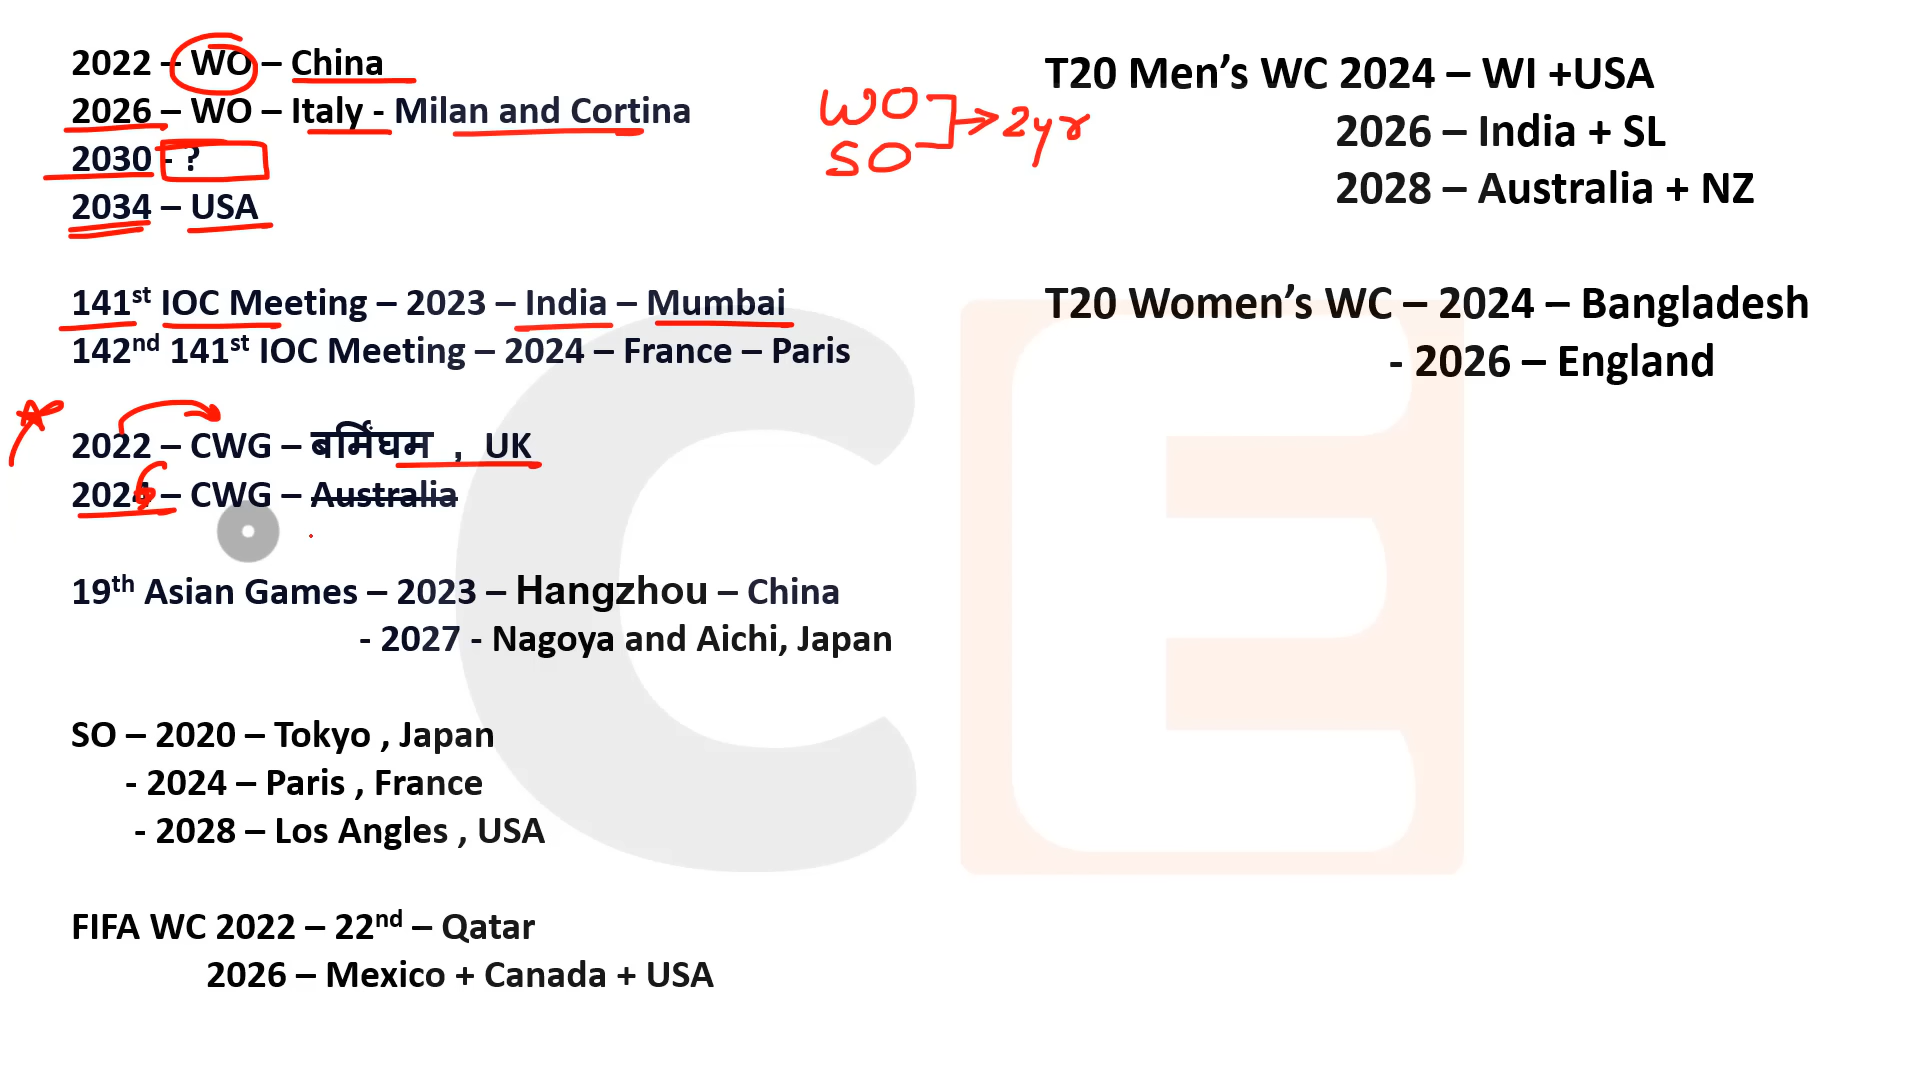 2022 – WO – China
2026 – WO – Italy - Milan and Cortina
2030 - ?
2034 – USA
WO
SO
2yr
141st IOC Meeting – 2023 – India – Mumbai
142nd 141st IOC Meeting – 2024 – France – Paris
2022 – CWG – बर्मिंघम , UK
2026 – CWG – Australia
19th Asian Games – 2023 – Hangzhou – China
- 2027 - Nagoya and Aichi, Japan
SO – 2020 – Tokyo , Japan
- 2024 – Paris , France
- 2028 – Los Angles , USA
FIFA WC 2022 – 22nd – Qatar
2026 – Mexico + Canada + USA
T20 Men’s WC 2024 – WI +USA
2026 – India + SL
2028 – Australia + NZ
T20 Women’s WC – 2024 – Bangladesh
- 2026 – England
CE